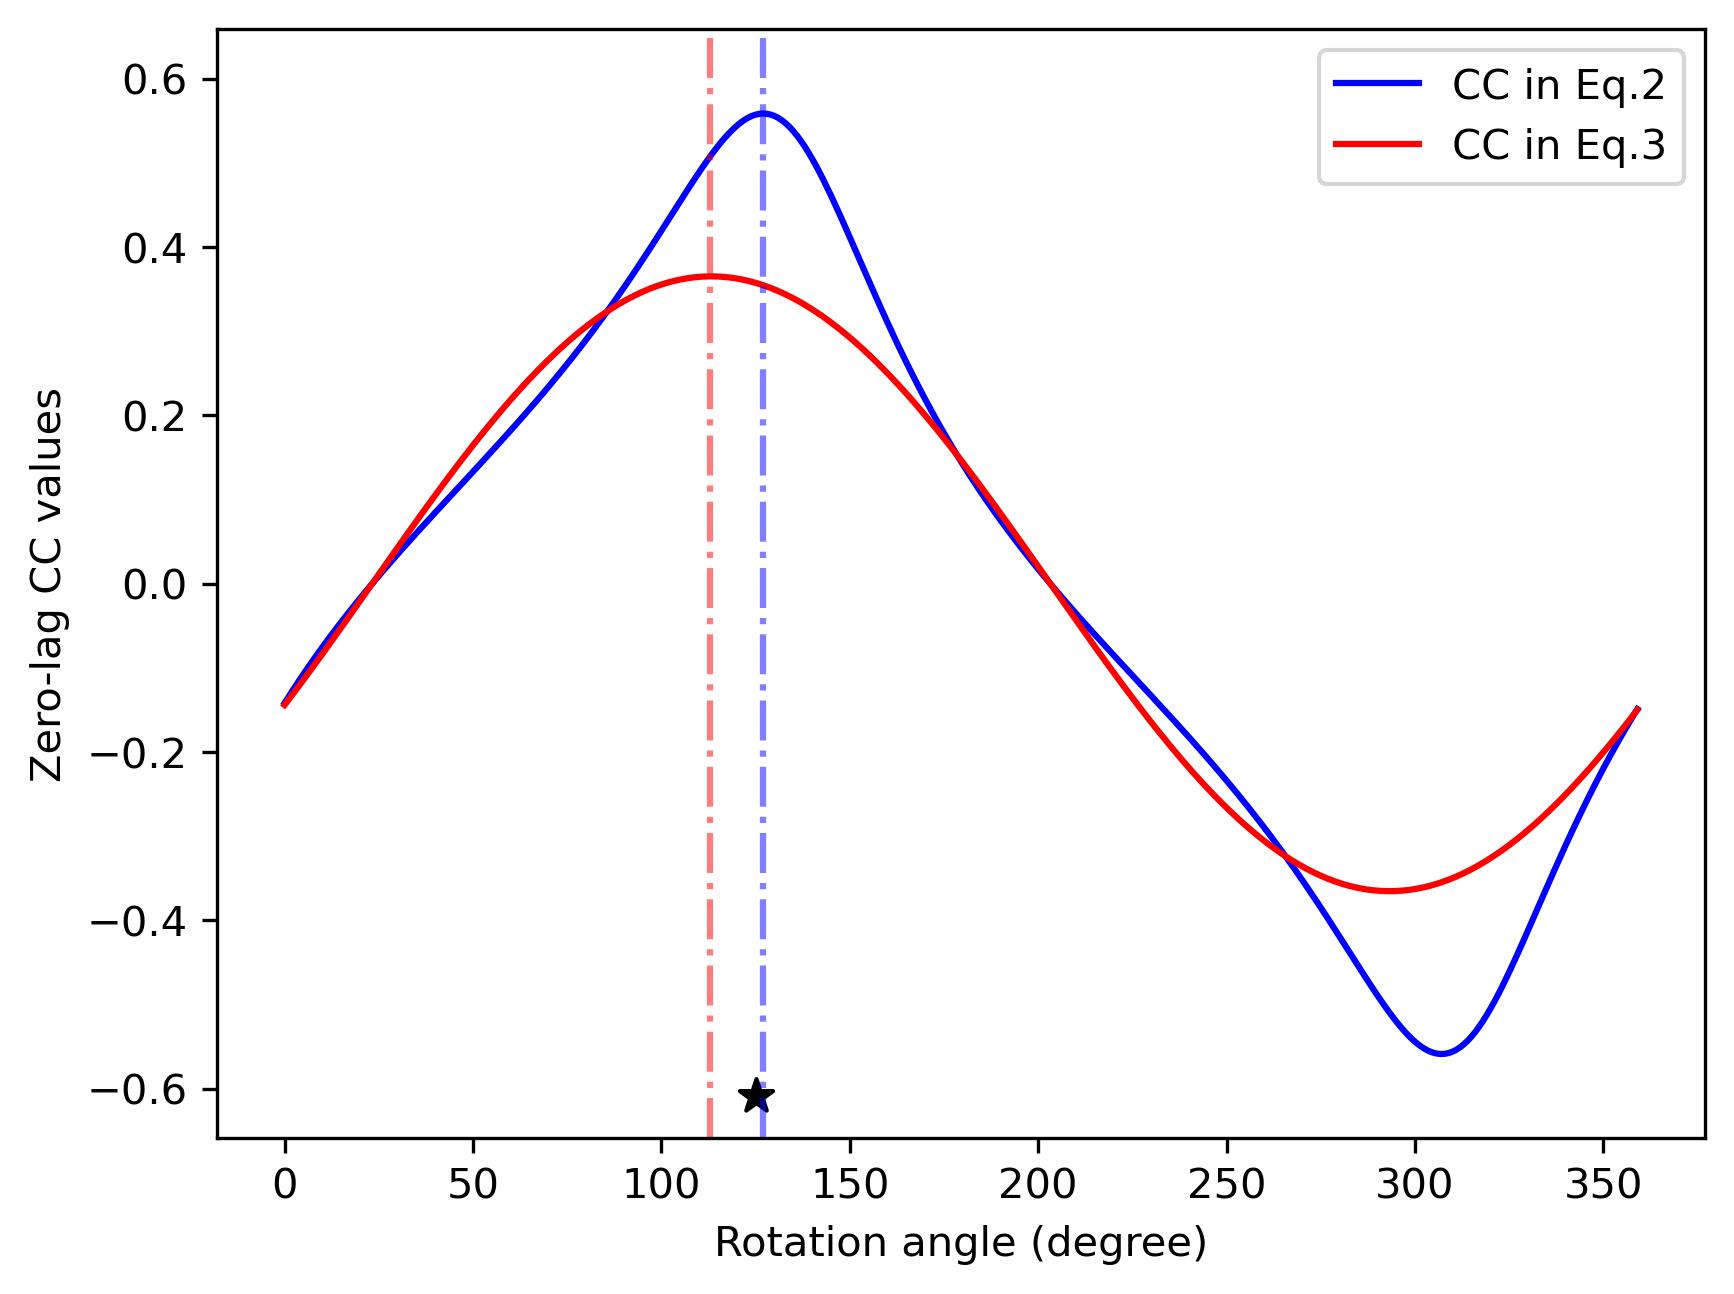 CC in Eq.2
CC in Eq.3
0.6
0.4
0.2
0.0
−0.2
−0.4
−0.6
Zero-lag CC values
0 50 100 150 200 250 300 350
Rotation angle (degree)